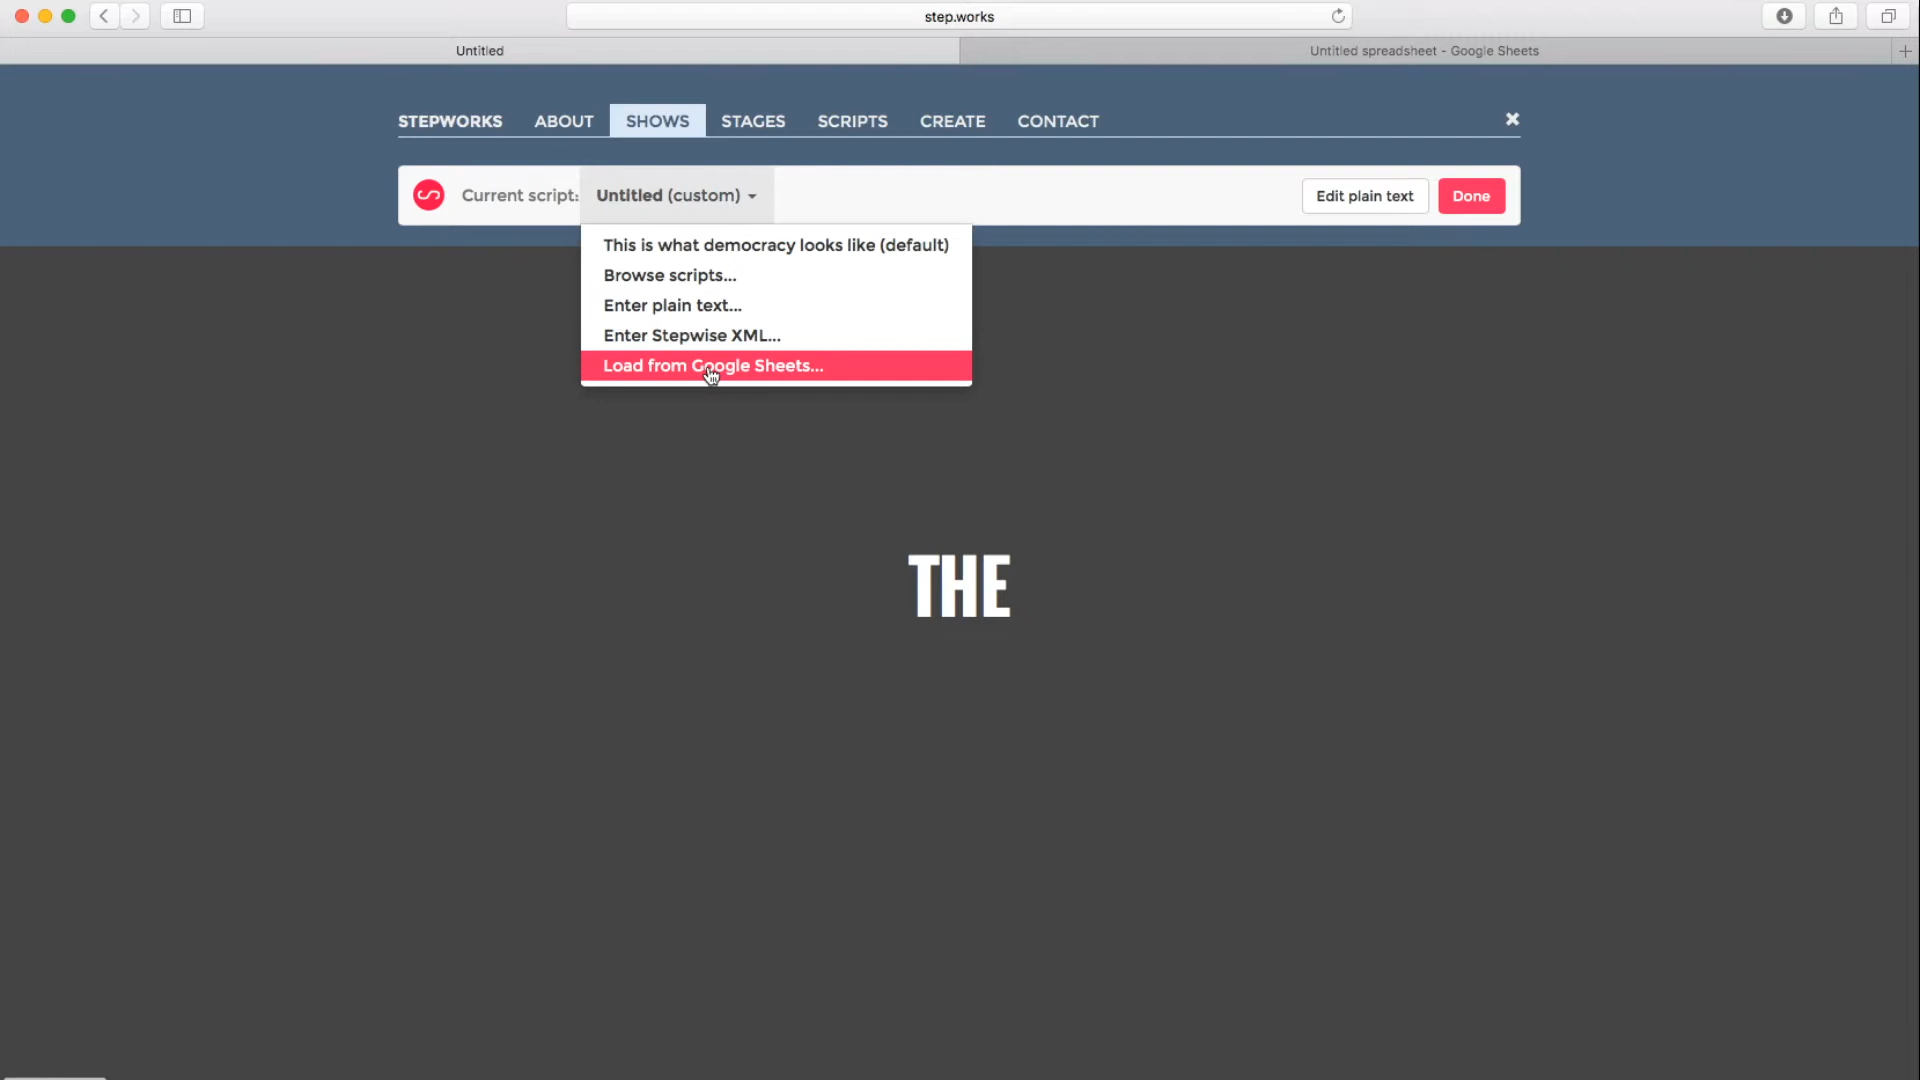 step.works
Untitled
Untitled spreadsheet - Google Sheets
STEPWORKS ABOUT SHOWS STAGES SCRIPTS CREATE CONTACT
Current script: Untitled (custom)
Edit plain text
Done
This is what democracy looks like (default)
Browse scripts...
Enter plain text...
Enter Stepwise XML...
Load from Google Sheets...
THE